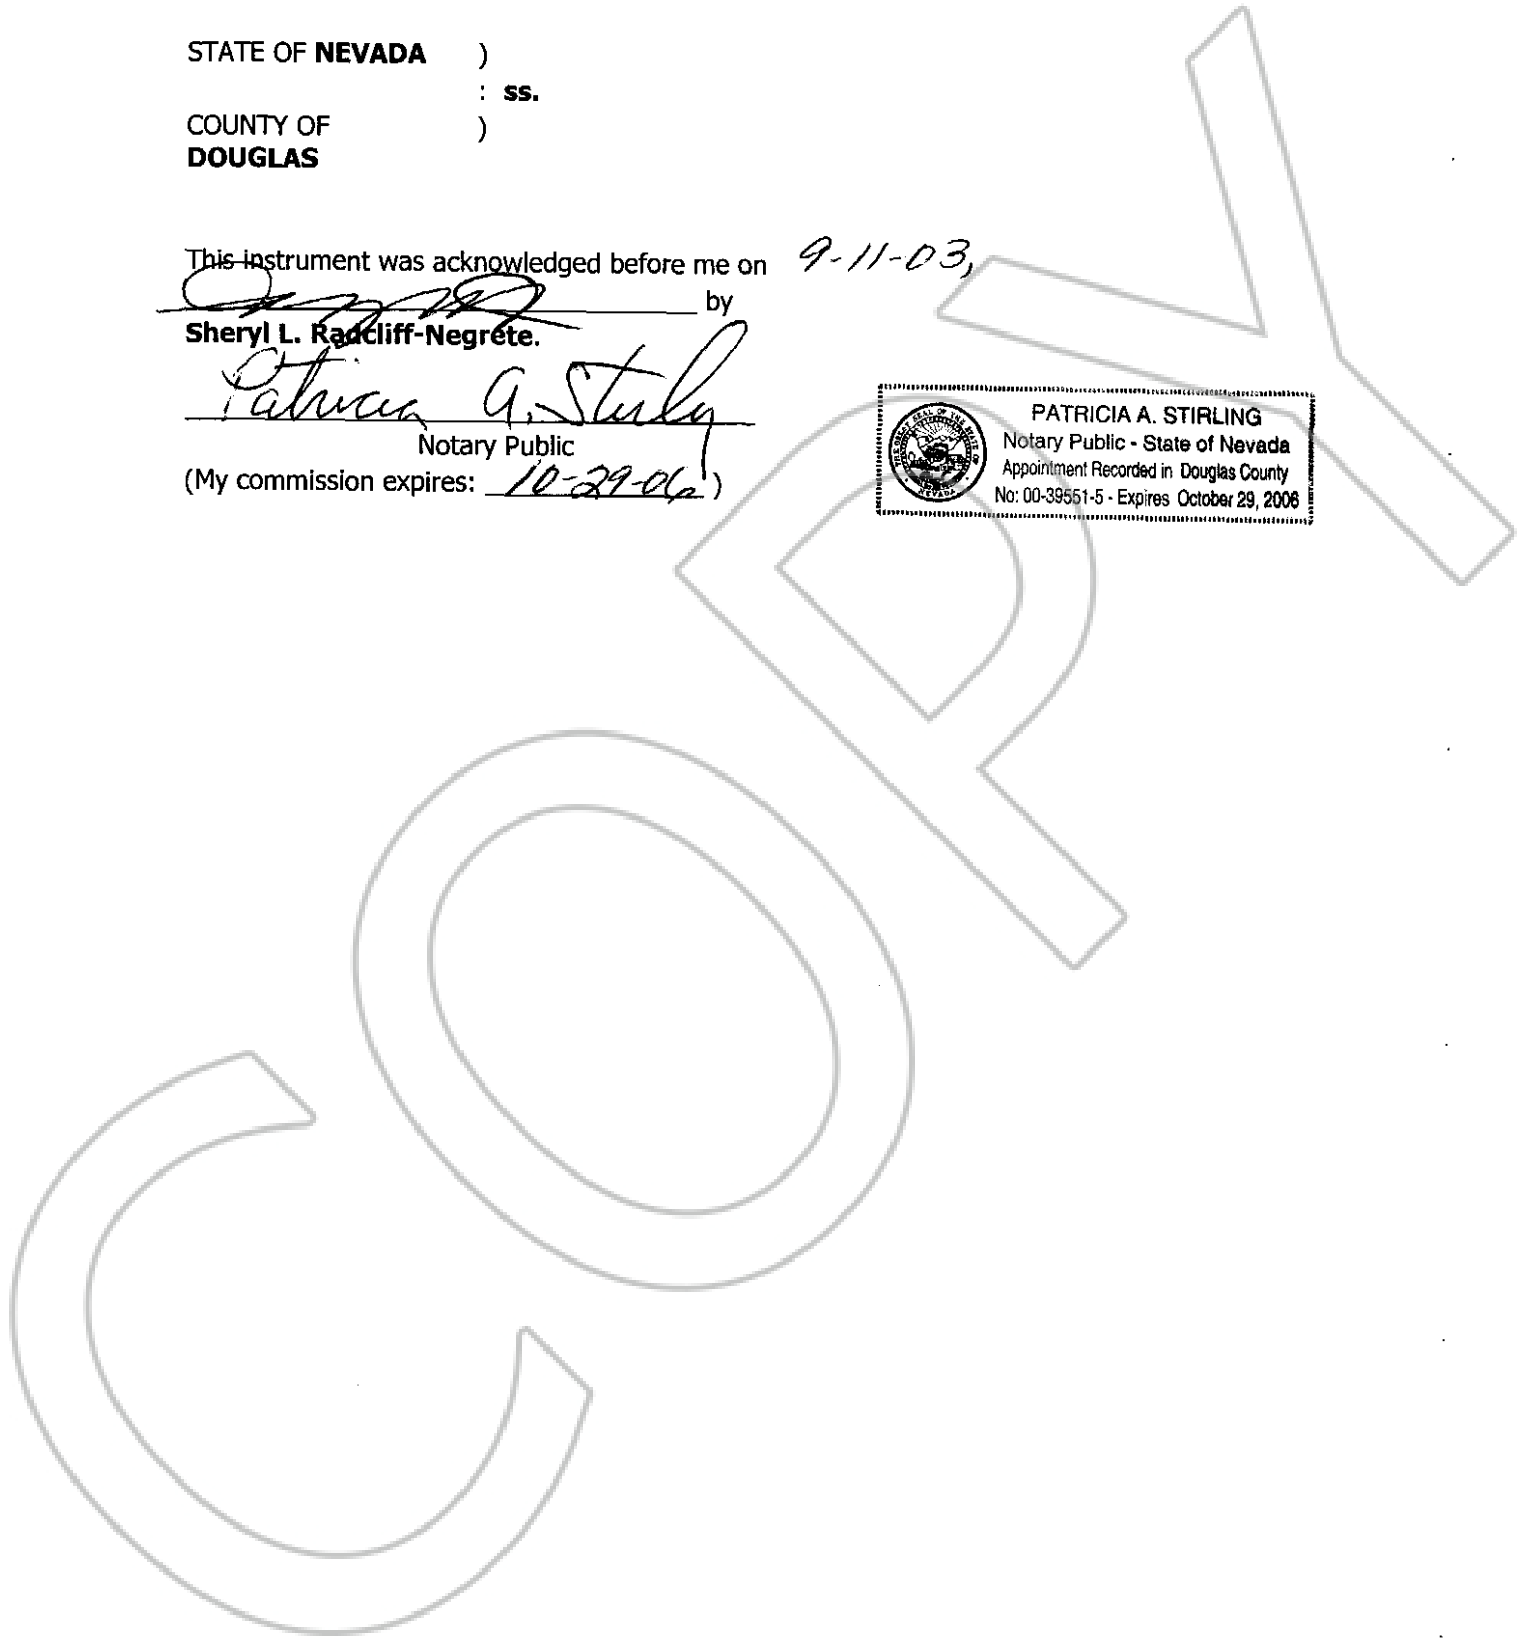 STATE OF NEVADA )
: ss.
COUNTY OF )
DOUGLAS
This instrument was acknowledged before me on 9-11-03,
by
Sheryl L. Radcliff-Negrete.
Patricia A. Stirling
Notary Public
(My commission expires: 10-29-06)
PATRICIA A. STIRLING
Notary Public - State of Nevada
Appointment Recorded in Douglas County
No: 00-39551-5 - Expires October 29, 2006
COPY